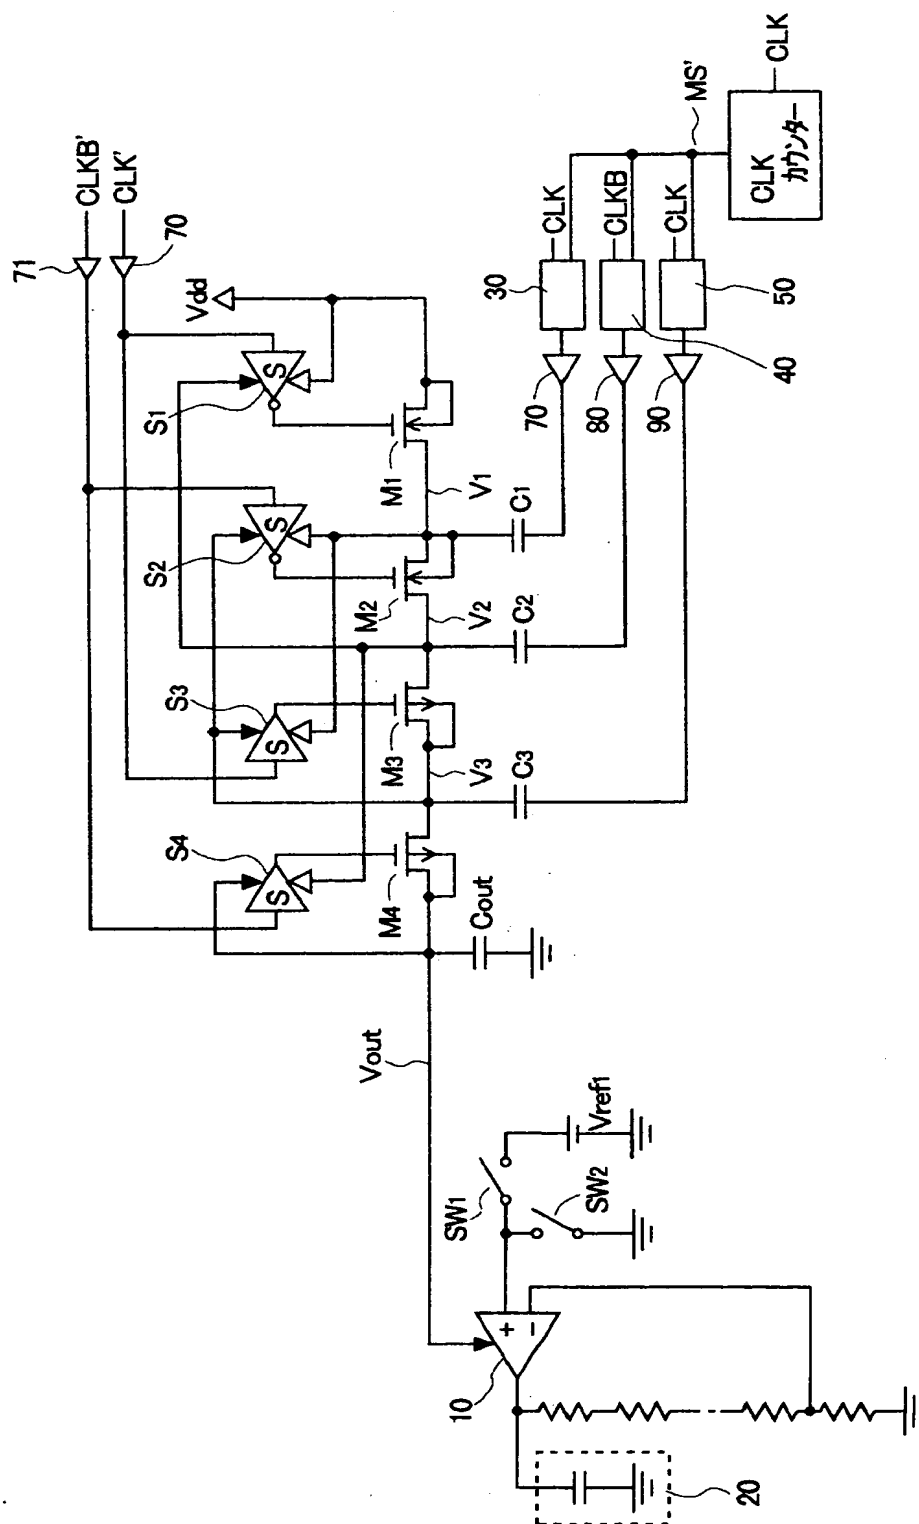 CLKB'
CLK'
71
70
Vdd
S1
S
S2
S
S3
S
S4
S
M1
M2
M3
M4
V1
V2
V3
C1
C2
C3
Cout
Vout
70
80
90
30
40
50
CLK
CLKB
CLK
MS'
CLK
CLK
カウンター
SW1
SW2
Vref1
+
−
10
20